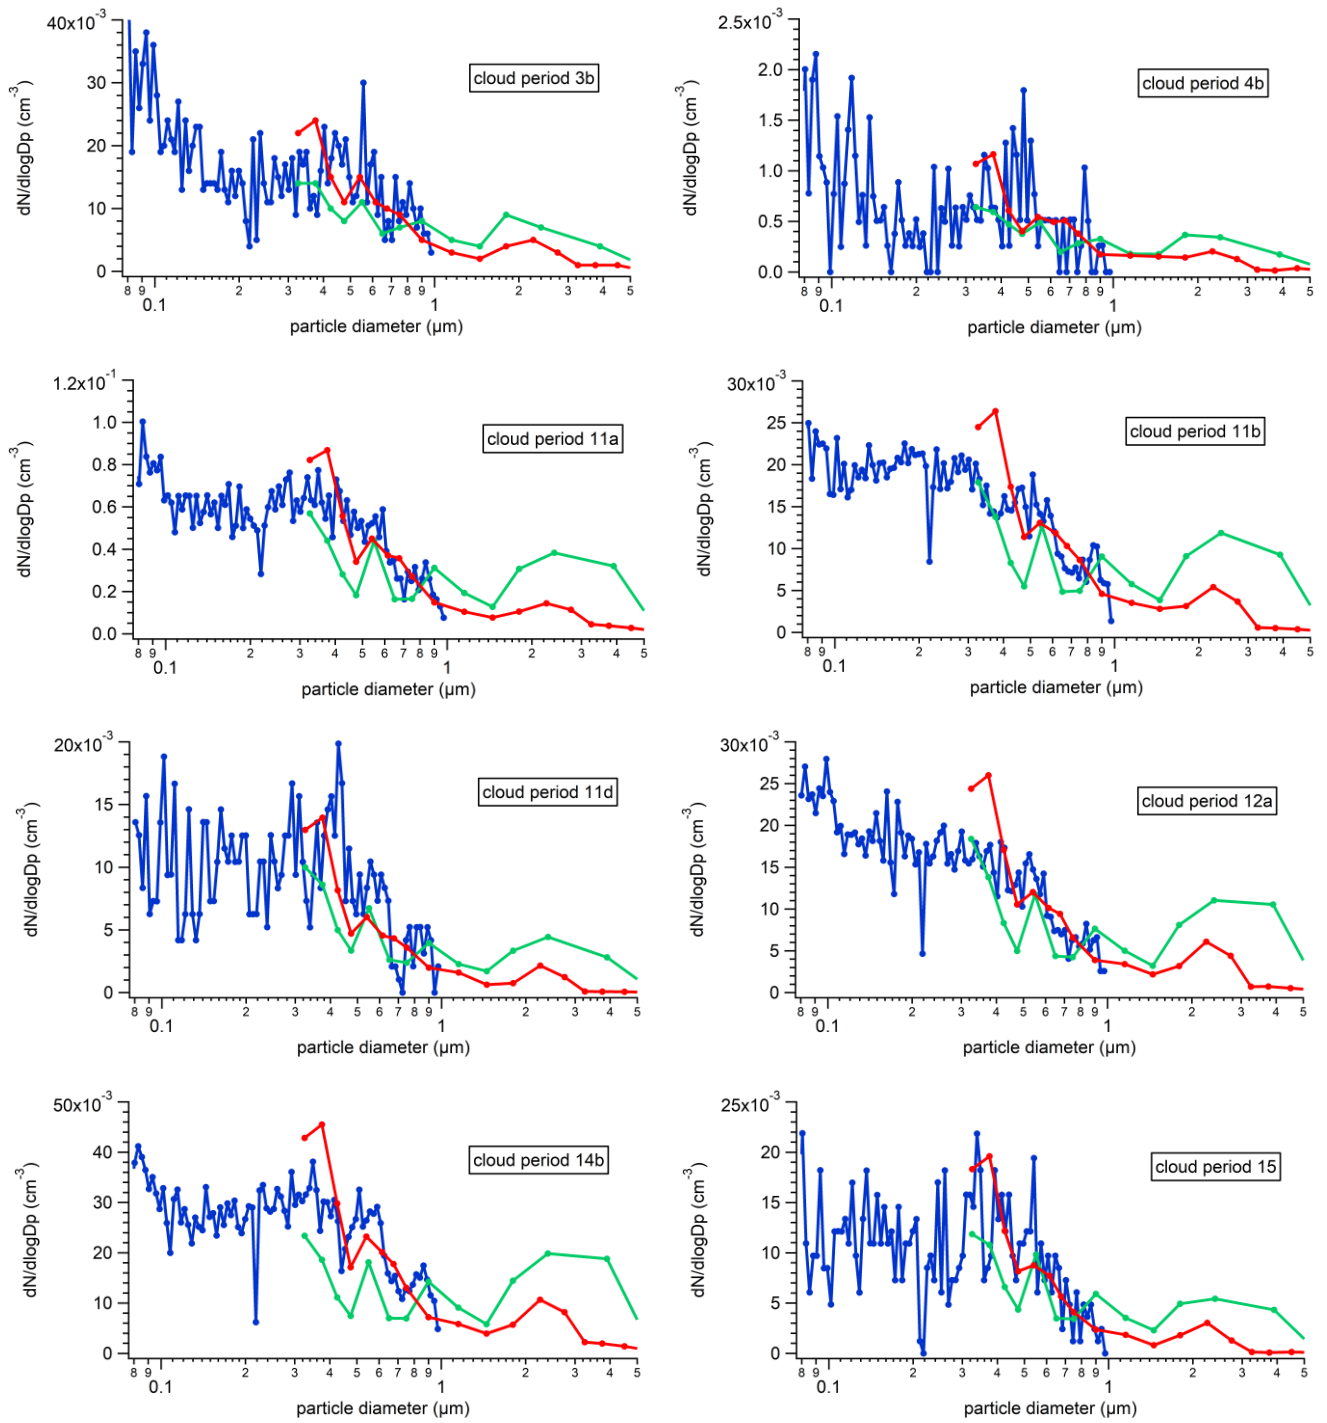 40x10⁻³
30
20
10
0
dN/dlogDp (cm⁻³)
cloud period 3b
8 9 2 3 4 5 6 7 8 9 2 3 4 5
0.1 1
particle diameter (µm)
2.5x10⁻³
2.0
1.5
1.0
0.5
0.0
dN/dlogDp (cm⁻³)
cloud period 4b
8 9 2 3 4 5 6 7 8 9 2 3 4 5
0.1 1
particle diameter (µm)
1.2x10⁻¹
1.0
0.8
0.6
0.4
0.2
0.0
dN/dlogDp (cm⁻³)
cloud period 11a
8 9 2 3 4 5 6 7 8 9 2 3 4 5
0.1 1
particle diameter (µm)
30x10⁻³
25
20
15
10
5
0
dN/dlogDp (cm⁻³)
cloud period 11b
8 9 2 3 4 5 6 7 8 9 2 3 4 5
0.1 1
particle diameter (µm)
20x10⁻³
15
10
5
0
dN/dlogDp (cm⁻³)
cloud period 11d
8 9 2 3 4 5 6 7 8 9 2 3 4 5
0.1 1
particle diameter (µm)
30x10⁻³
25
20
15
10
5
0
dN/dlogDp (cm⁻³)
cloud period 12a
8 9 2 3 4 5 6 7 8 9 2 3 4 5
0.1 1
particle diameter (µm)
50x10⁻³
40
30
20
10
0
dN/dlogDp (cm⁻³)
cloud period 14b
8 9 2 3 4 5 6 7 8 9 2 3 4 5
0.1 1
particle diameter (µm)
25x10⁻³
20
15
10
5
0
dN/dlogDp (cm⁻³)
cloud period 15
8 9 2 3 4 5 6 7 8 9 2 3 4 5
0.1 1
particle diameter (µm)